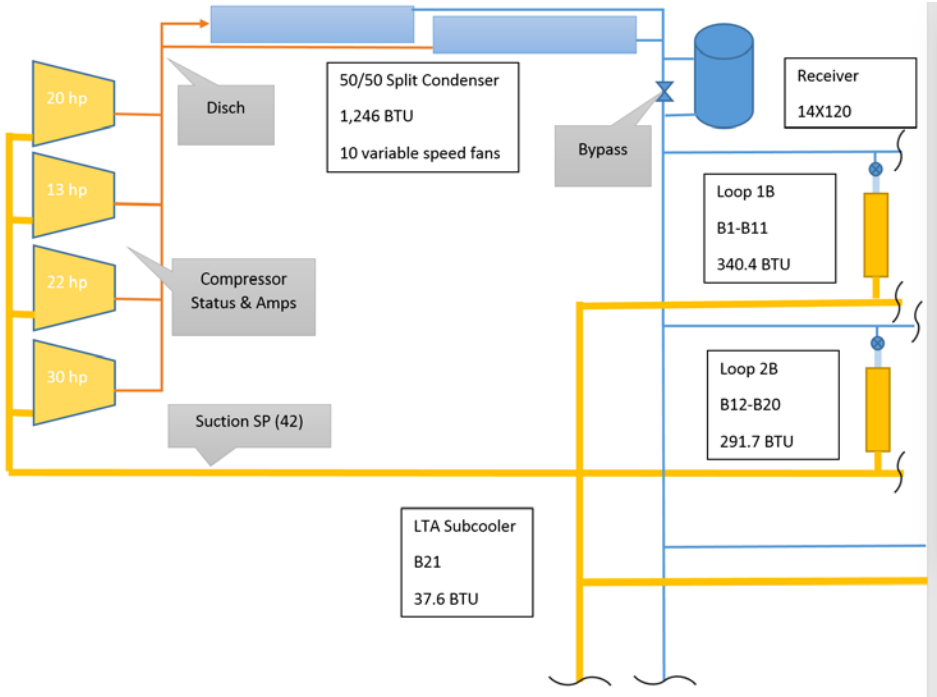 20 hp
13 hp
22 hp
30 hp
Disch
50/50 Split Condenser
1,246 BTU
10 variable speed fans
Bypass
Receiver
14X120
Compressor
Status & Amps
Loop 1B
B1-B11
340.4 BTU
Suction SP (42)
Loop 2B
B12-B20
291.7 BTU
LTA Subcooler
B21
37.6 BTU